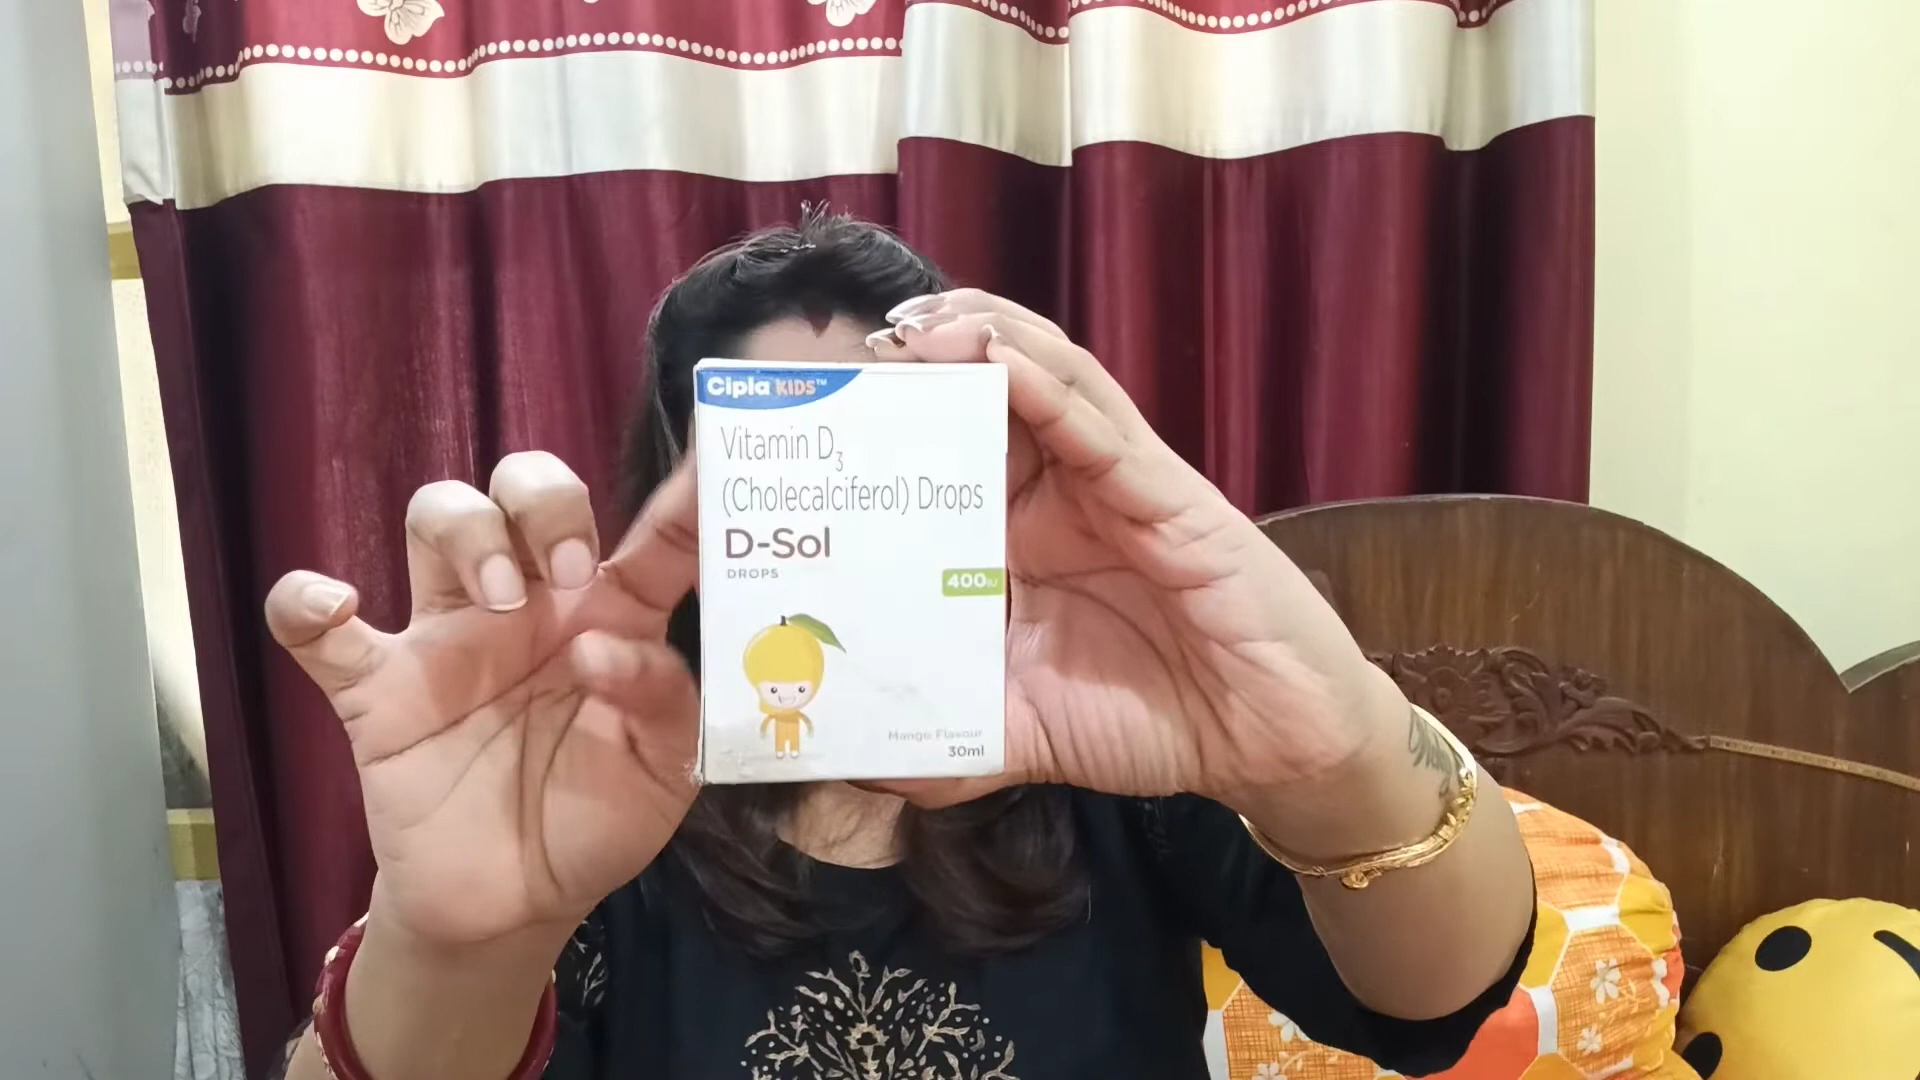 Cipla KIDS™
Vitamin D₃
(Cholecalciferol) Drops
D-Sol
DROPS
400IU
Mango Flavour
30ml